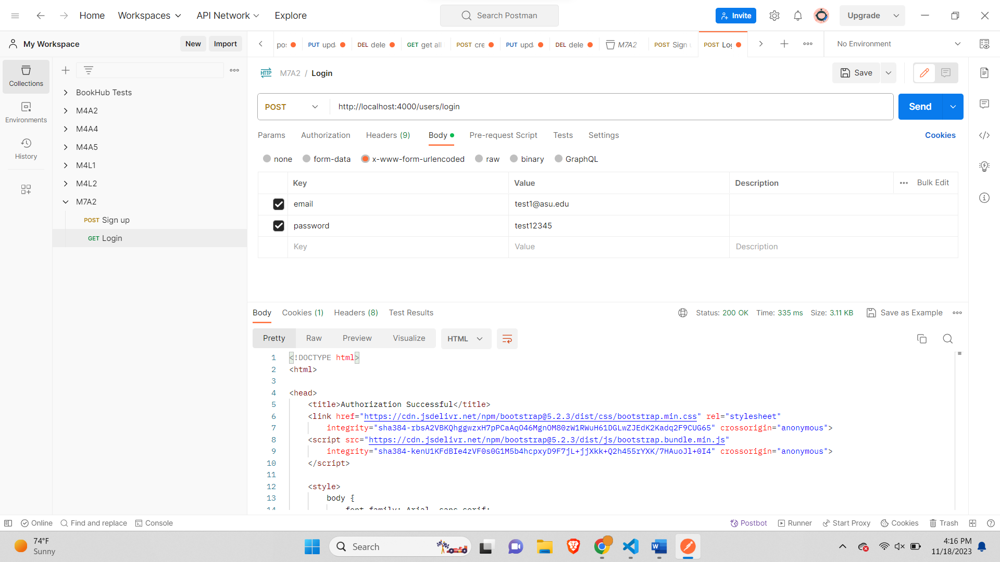 Home Workspaces API Network Explore Search Postman Invite Upgrade
My Workspace New Import
pos PUT upd DEL dele GET get all POST cre PUT upd DEL dele M7A2 POST Sign POST Lo No Environment
Collections
Environments
History
BookHub Tests
M4A2
M4A4
M4A5
M4L1
M4L2
M7A2
POST Sign up
GET Login
HTTP M7A2 / Login Save
POST http://localhost:4000/users/login Send
Params Authorization Headers (9) Body Pre-request Script Tests Settings Cookies
none form-data x-www-form-urlencoded raw binary GraphQL
Key Value Description Bulk Edit
email test1@asu.edu
password test12345
Key Value Description
Body Cookies (1) Headers (8) Test Results Status: 200 OK Time: 335 ms Size: 3.11 KB Save as Example
Pretty Raw Preview Visualize HTML
1 <!DOCTYPE html>
2 <html>
3
4 <head>
5 <title>Authorization Successful</title>
6 <link href="https://cdn.jsdelivr.net/npm/bootstrap@5.2.3/dist/css/bootstrap.min.css" rel="stylesheet"
7 integrity="sha384-rbsA2VBKQhggwzxH7pPCaAqO46MgnOM80zW1RWuH61DGLwZJEdK2Kadq2F9CUG65" crossorigin="anonymous">
8 <script src="https://cdn.jsdelivr.net/npm/bootstrap@5.2.3/dist/js/bootstrap.bundle.min.js"
9 integrity="sha384-kenU1KFdBIe4zVF0s0G1M5b4hcpxyD9F7jL+jjXkk+Q2h455rYXK/7HAuoJl+0I4" crossorigin="anonymous">
10 </script>
11
12 <style>
13 body {
14 font-family: Arial, sans-serif;
Online Find and replace Console Postbot Runner Start Proxy Cookies Trash
74°F
Sunny
Search
4:16 PM
11/18/2023